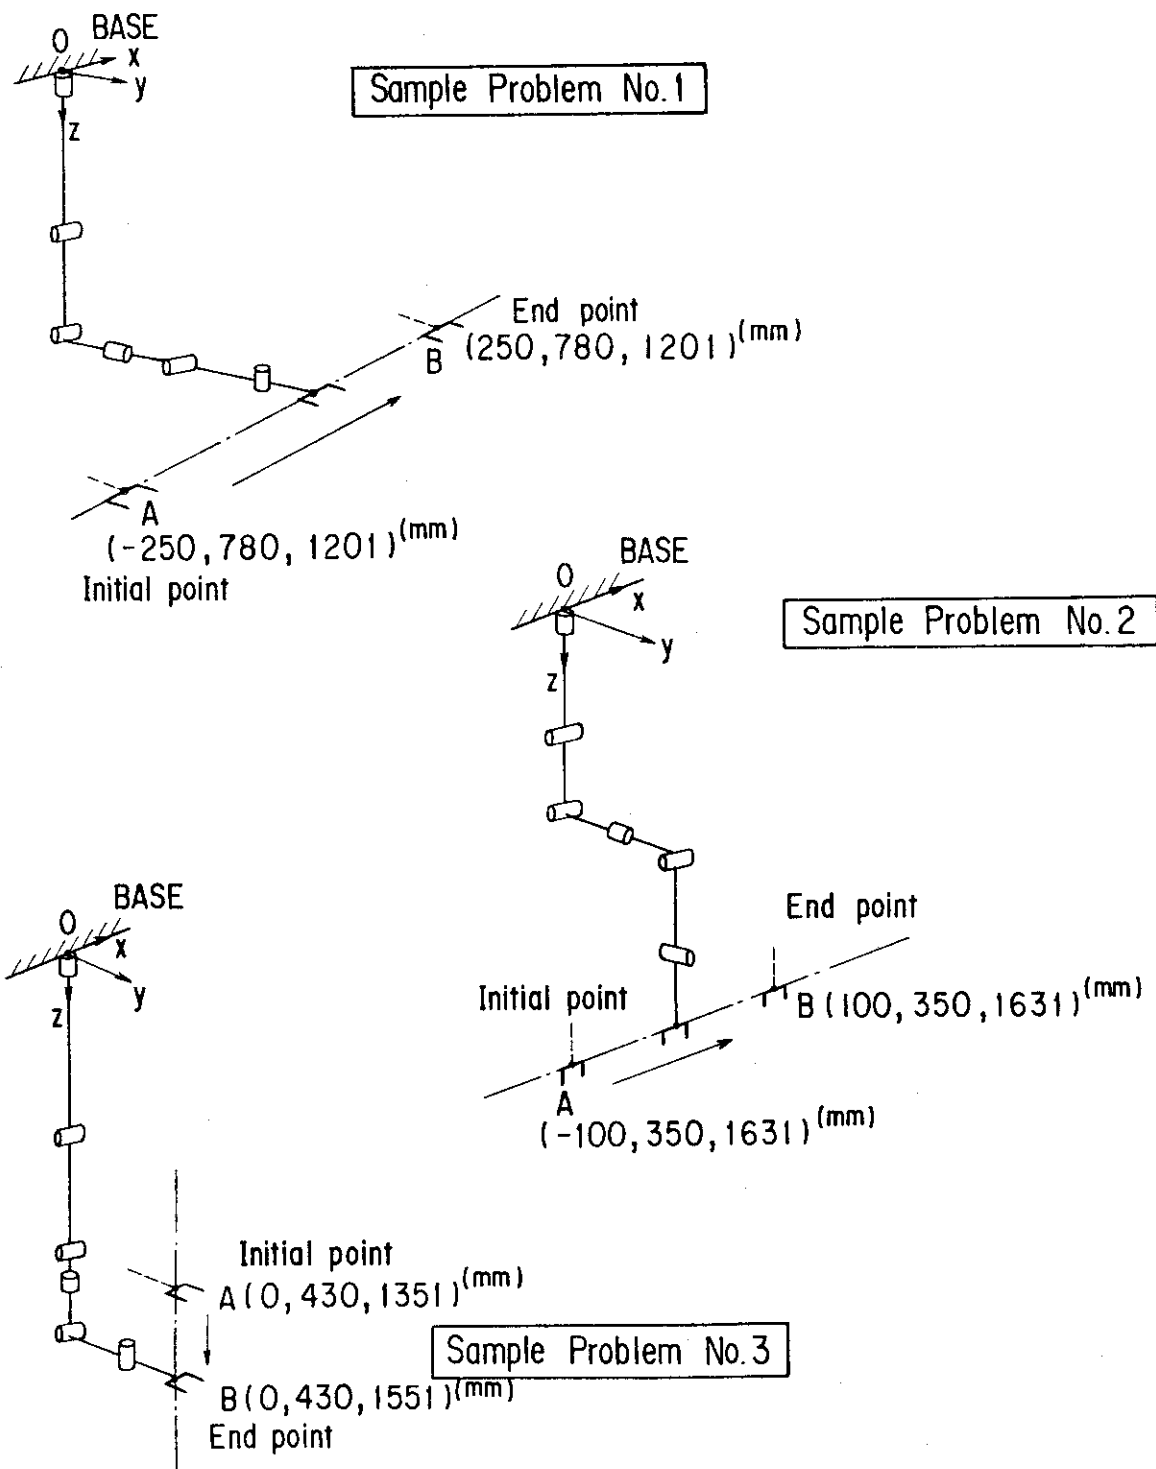 O BASE
x
y
z
Sample Problem No.1
End point
B (250,780,1201)(mm)
A
(-250,780,1201)(mm)
Initial point
O BASE
x
y
z
Sample Problem No.2
End point
B(100,350,1631)(mm)
Initial point
A
(-100,350,1631)(mm)
O BASE
x
y
z
Initial point
A(0,430,1351)(mm)
Sample Problem No.3
B(0,430,1551)(mm)
End point